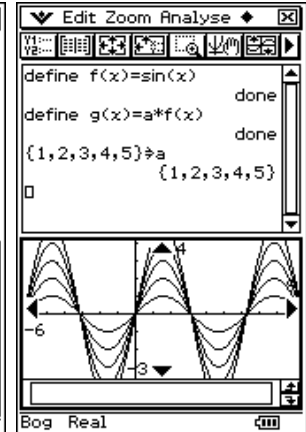 Edit Zoom Analyse
define f(x)=sin(x)
done
define g(x)=a*f(x)
done
{1,2,3,4,5}⇒a
{1,2,3,4,5}
4
-6
-3
Bog Real